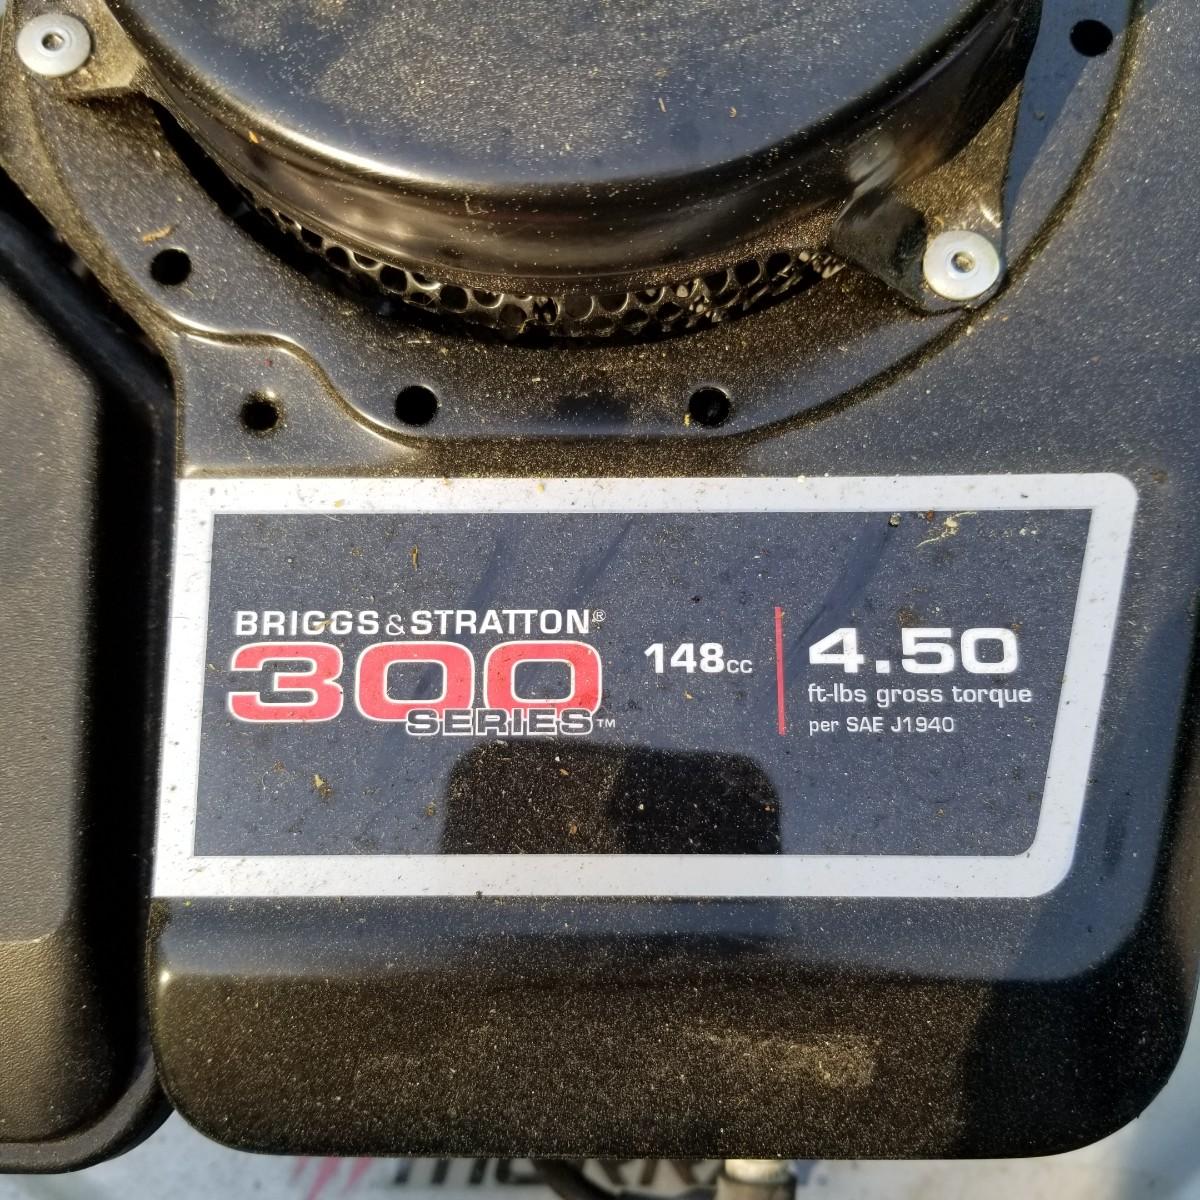 BRIGGS & STRATTON®
300
SERIES™
148cc
4.50
ft-lbs gross torque
per SAE J1940